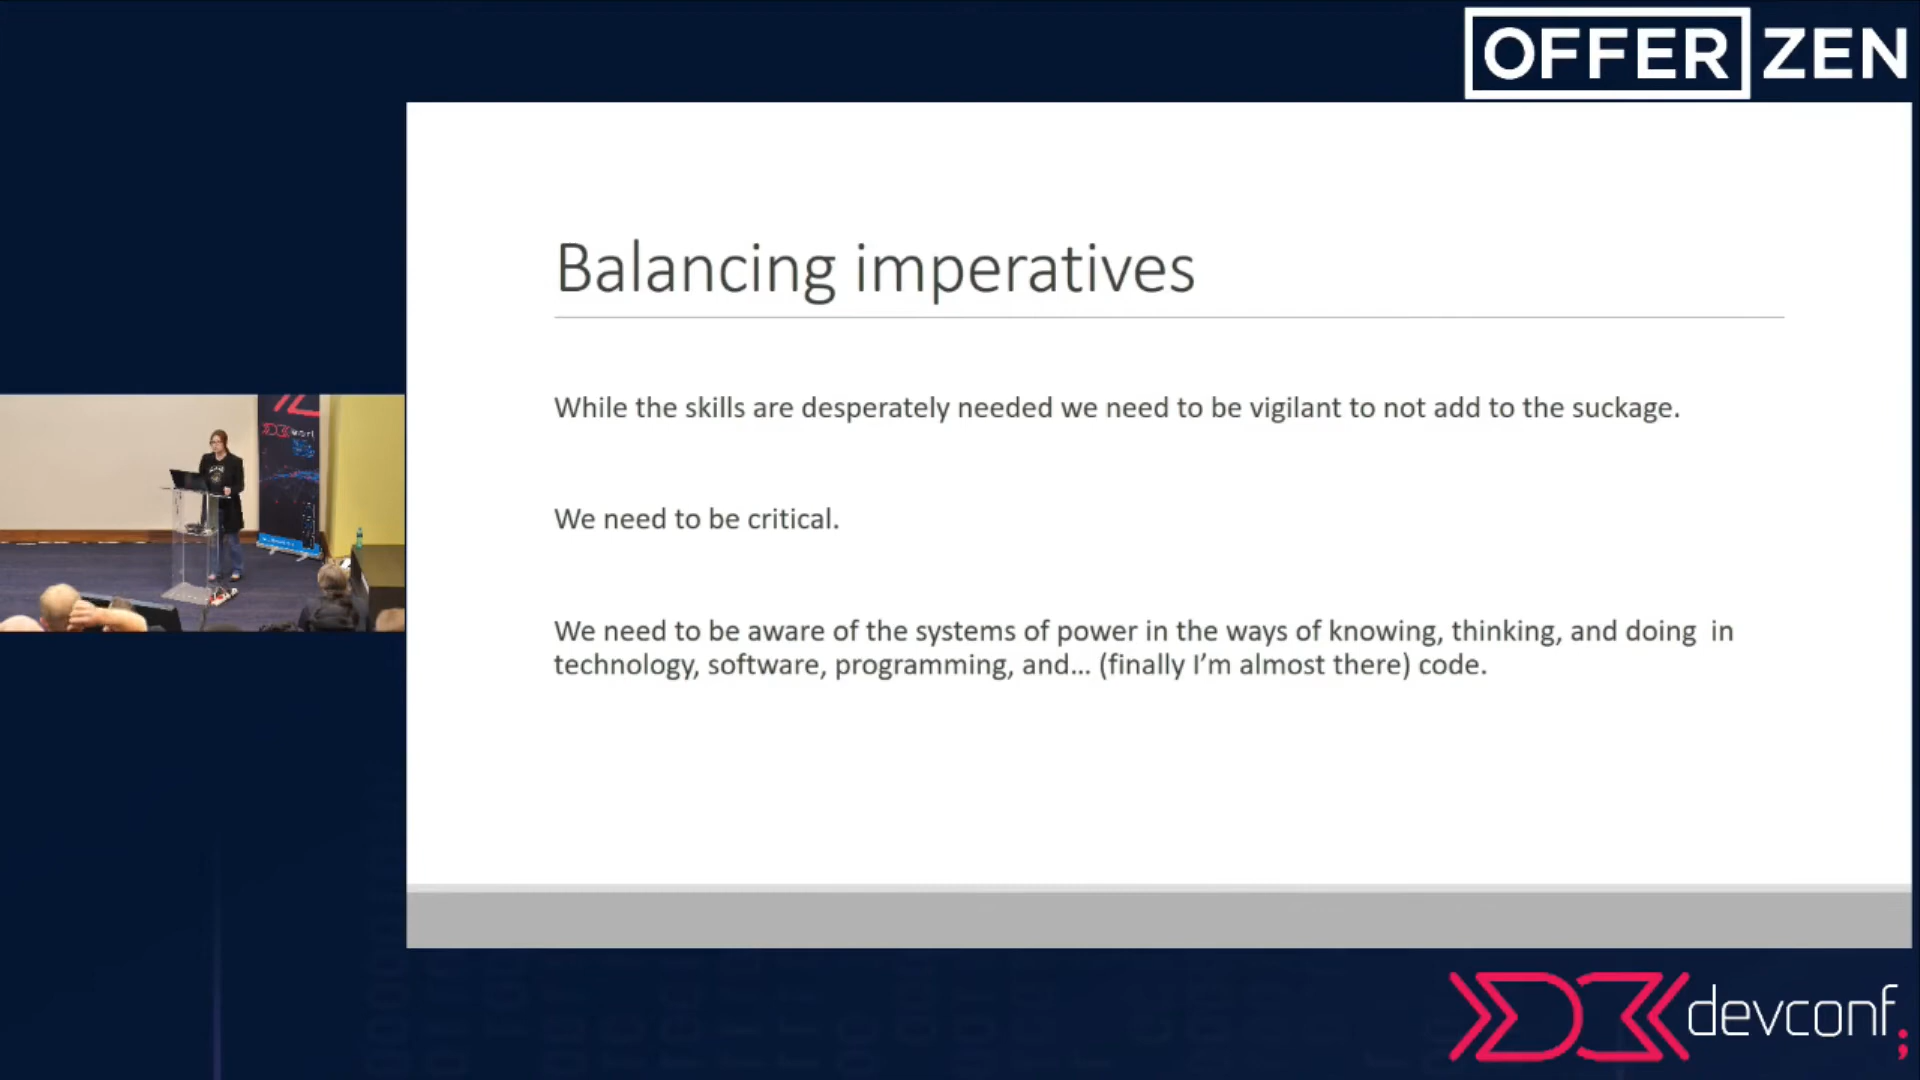 OFFER ZEN
Balancing imperatives
While the skills are desperately needed we need to be vigilant to not add to the suckage.
We need to be critical.
We need to be aware of the systems of power in the ways of knowing, thinking, and doing in
technology, software, programming, and... (finally I’m almost there) code.
devconf;